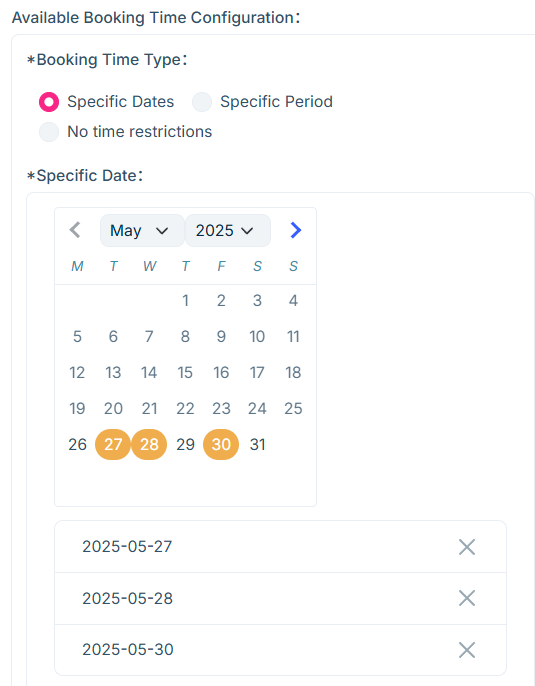 Available Booking Time Configuration：
*Booking Time Type：
Specific Dates Specific Period
No time restrictions
*Specific Date：
May 2025
M T W T F S S
1 2 3 4
5 6 7 8 9 10 11
12 13 14 15 16 17 18
19 20 21 22 23 24 25
26 27 28 29 30 31
2025-05-27
2025-05-28
2025-05-30